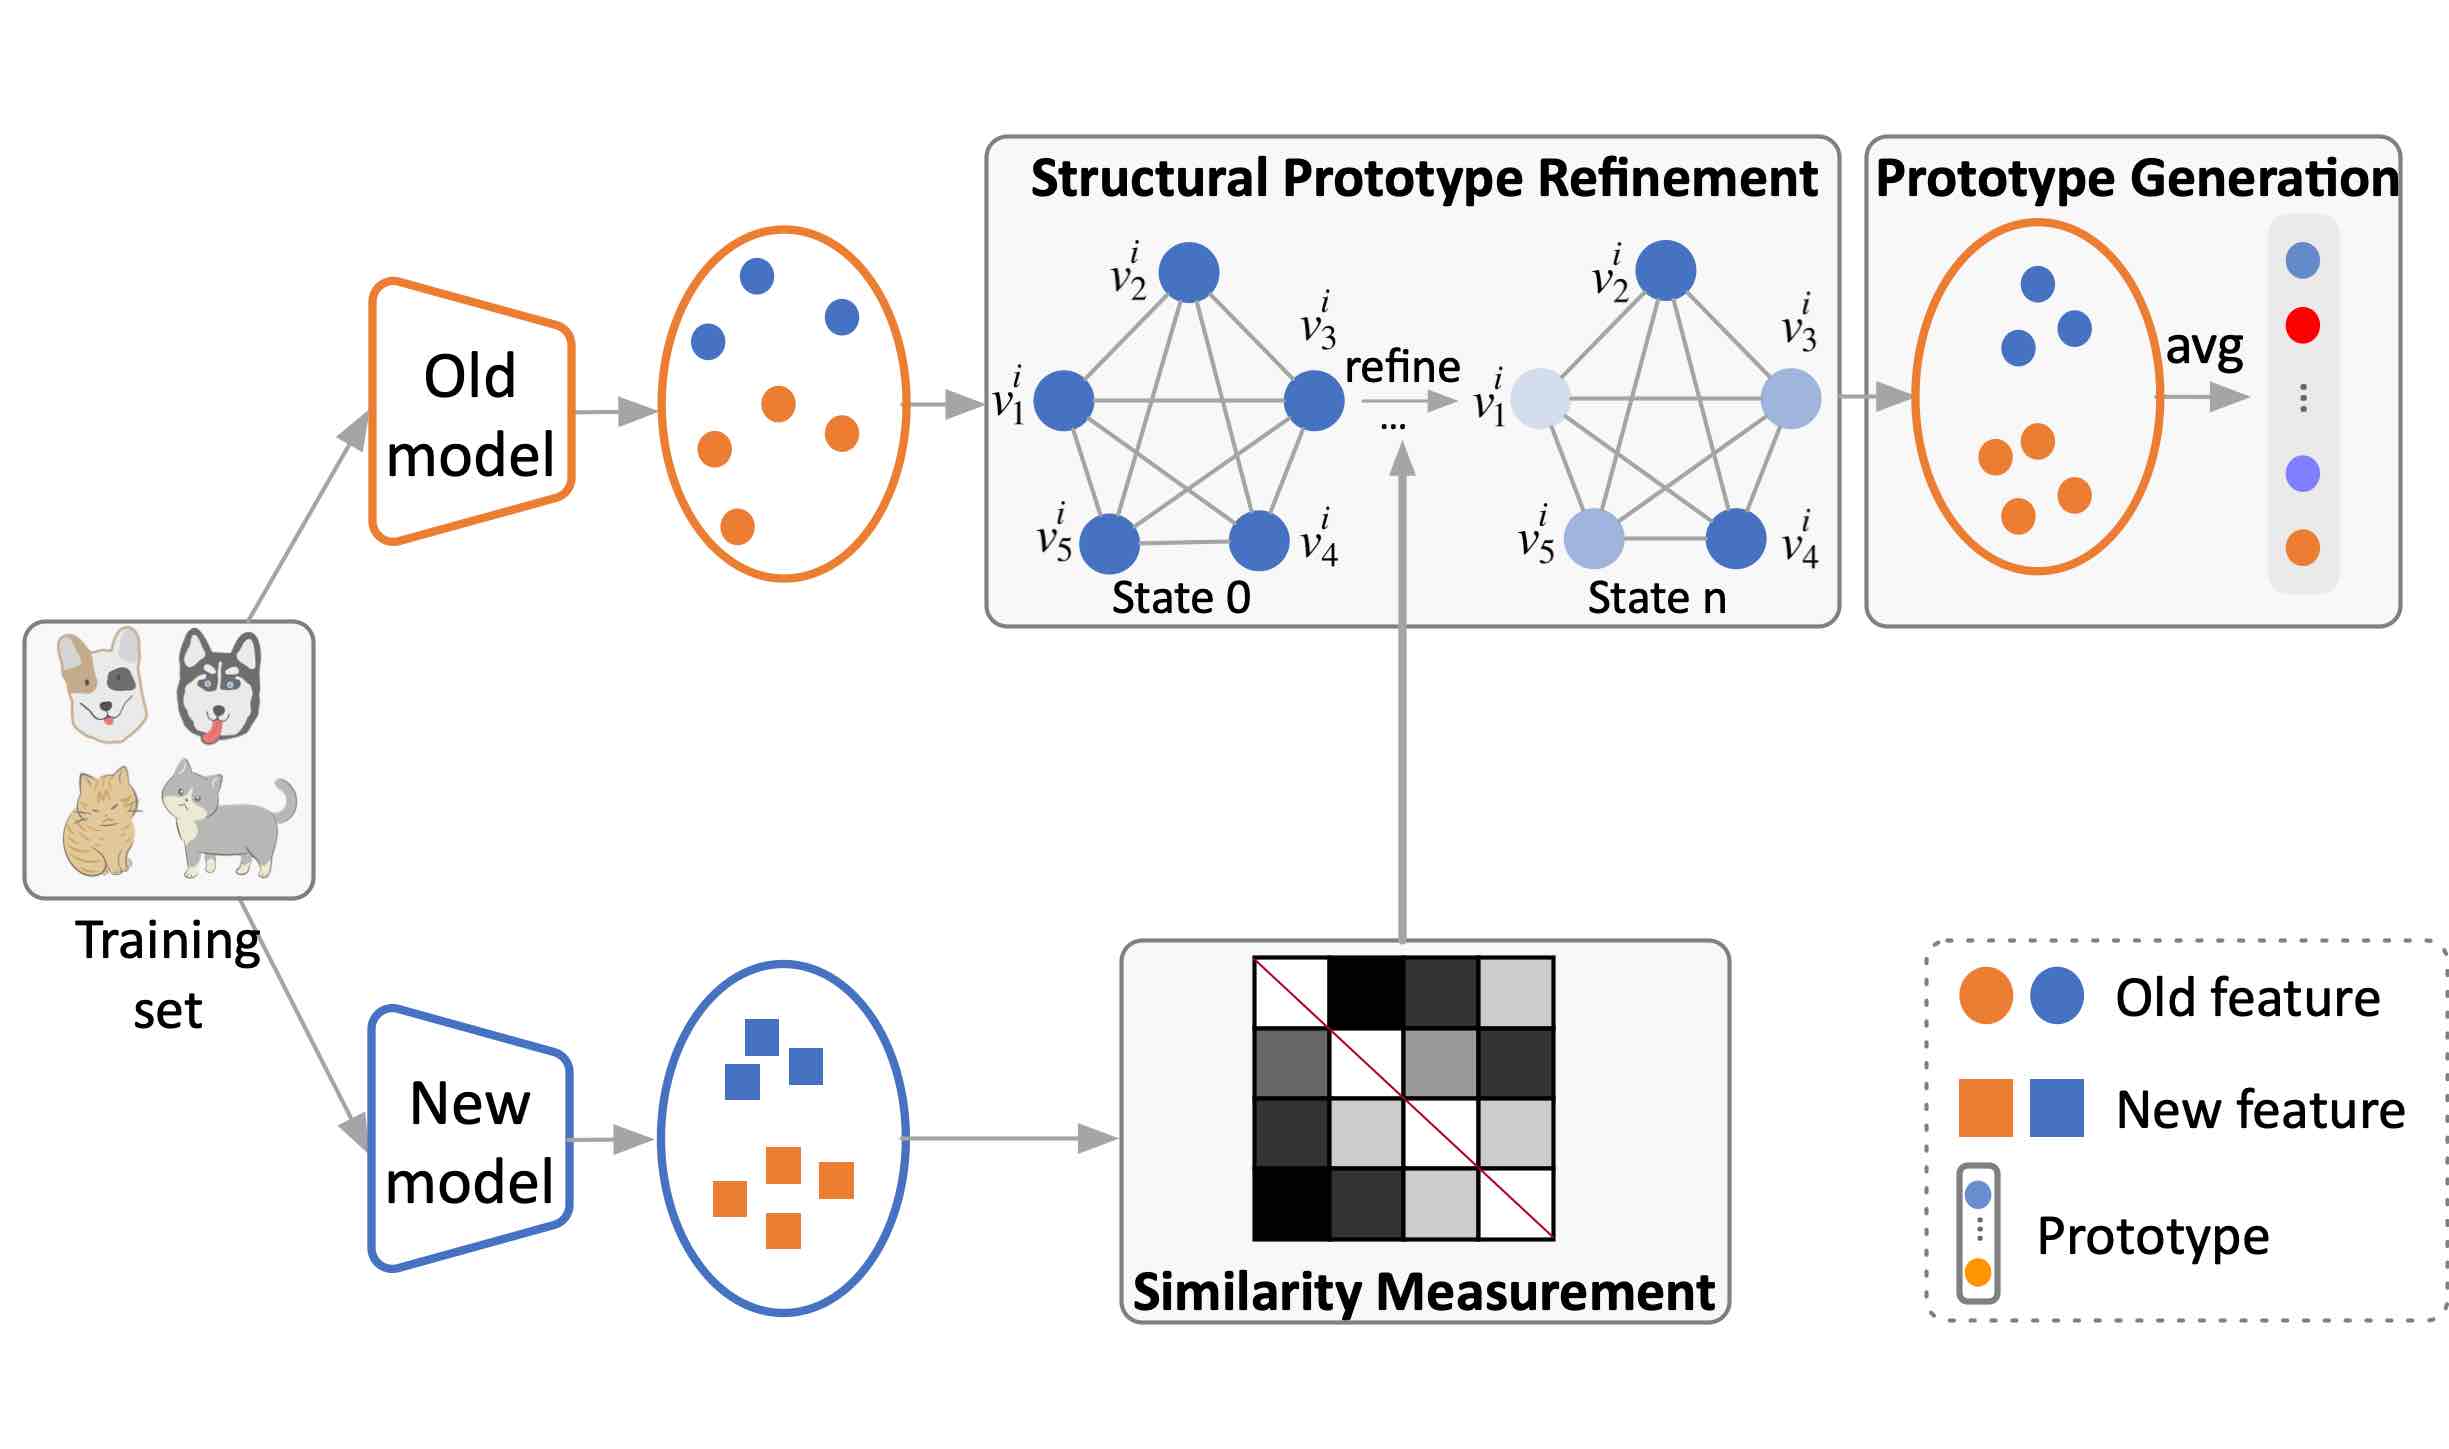 Structural Prototype Refinement
Prototype Generation
Old
model
v_1^i
v_2^i
v_3^i
v_4^i
v_5^i
State 0
refine
...
v_1^i
v_2^i
v_3^i
v_4^i
v_5^i
State n
avg
Training
set
New
model
Similarity Measurement
Old feature
New feature
Prototype